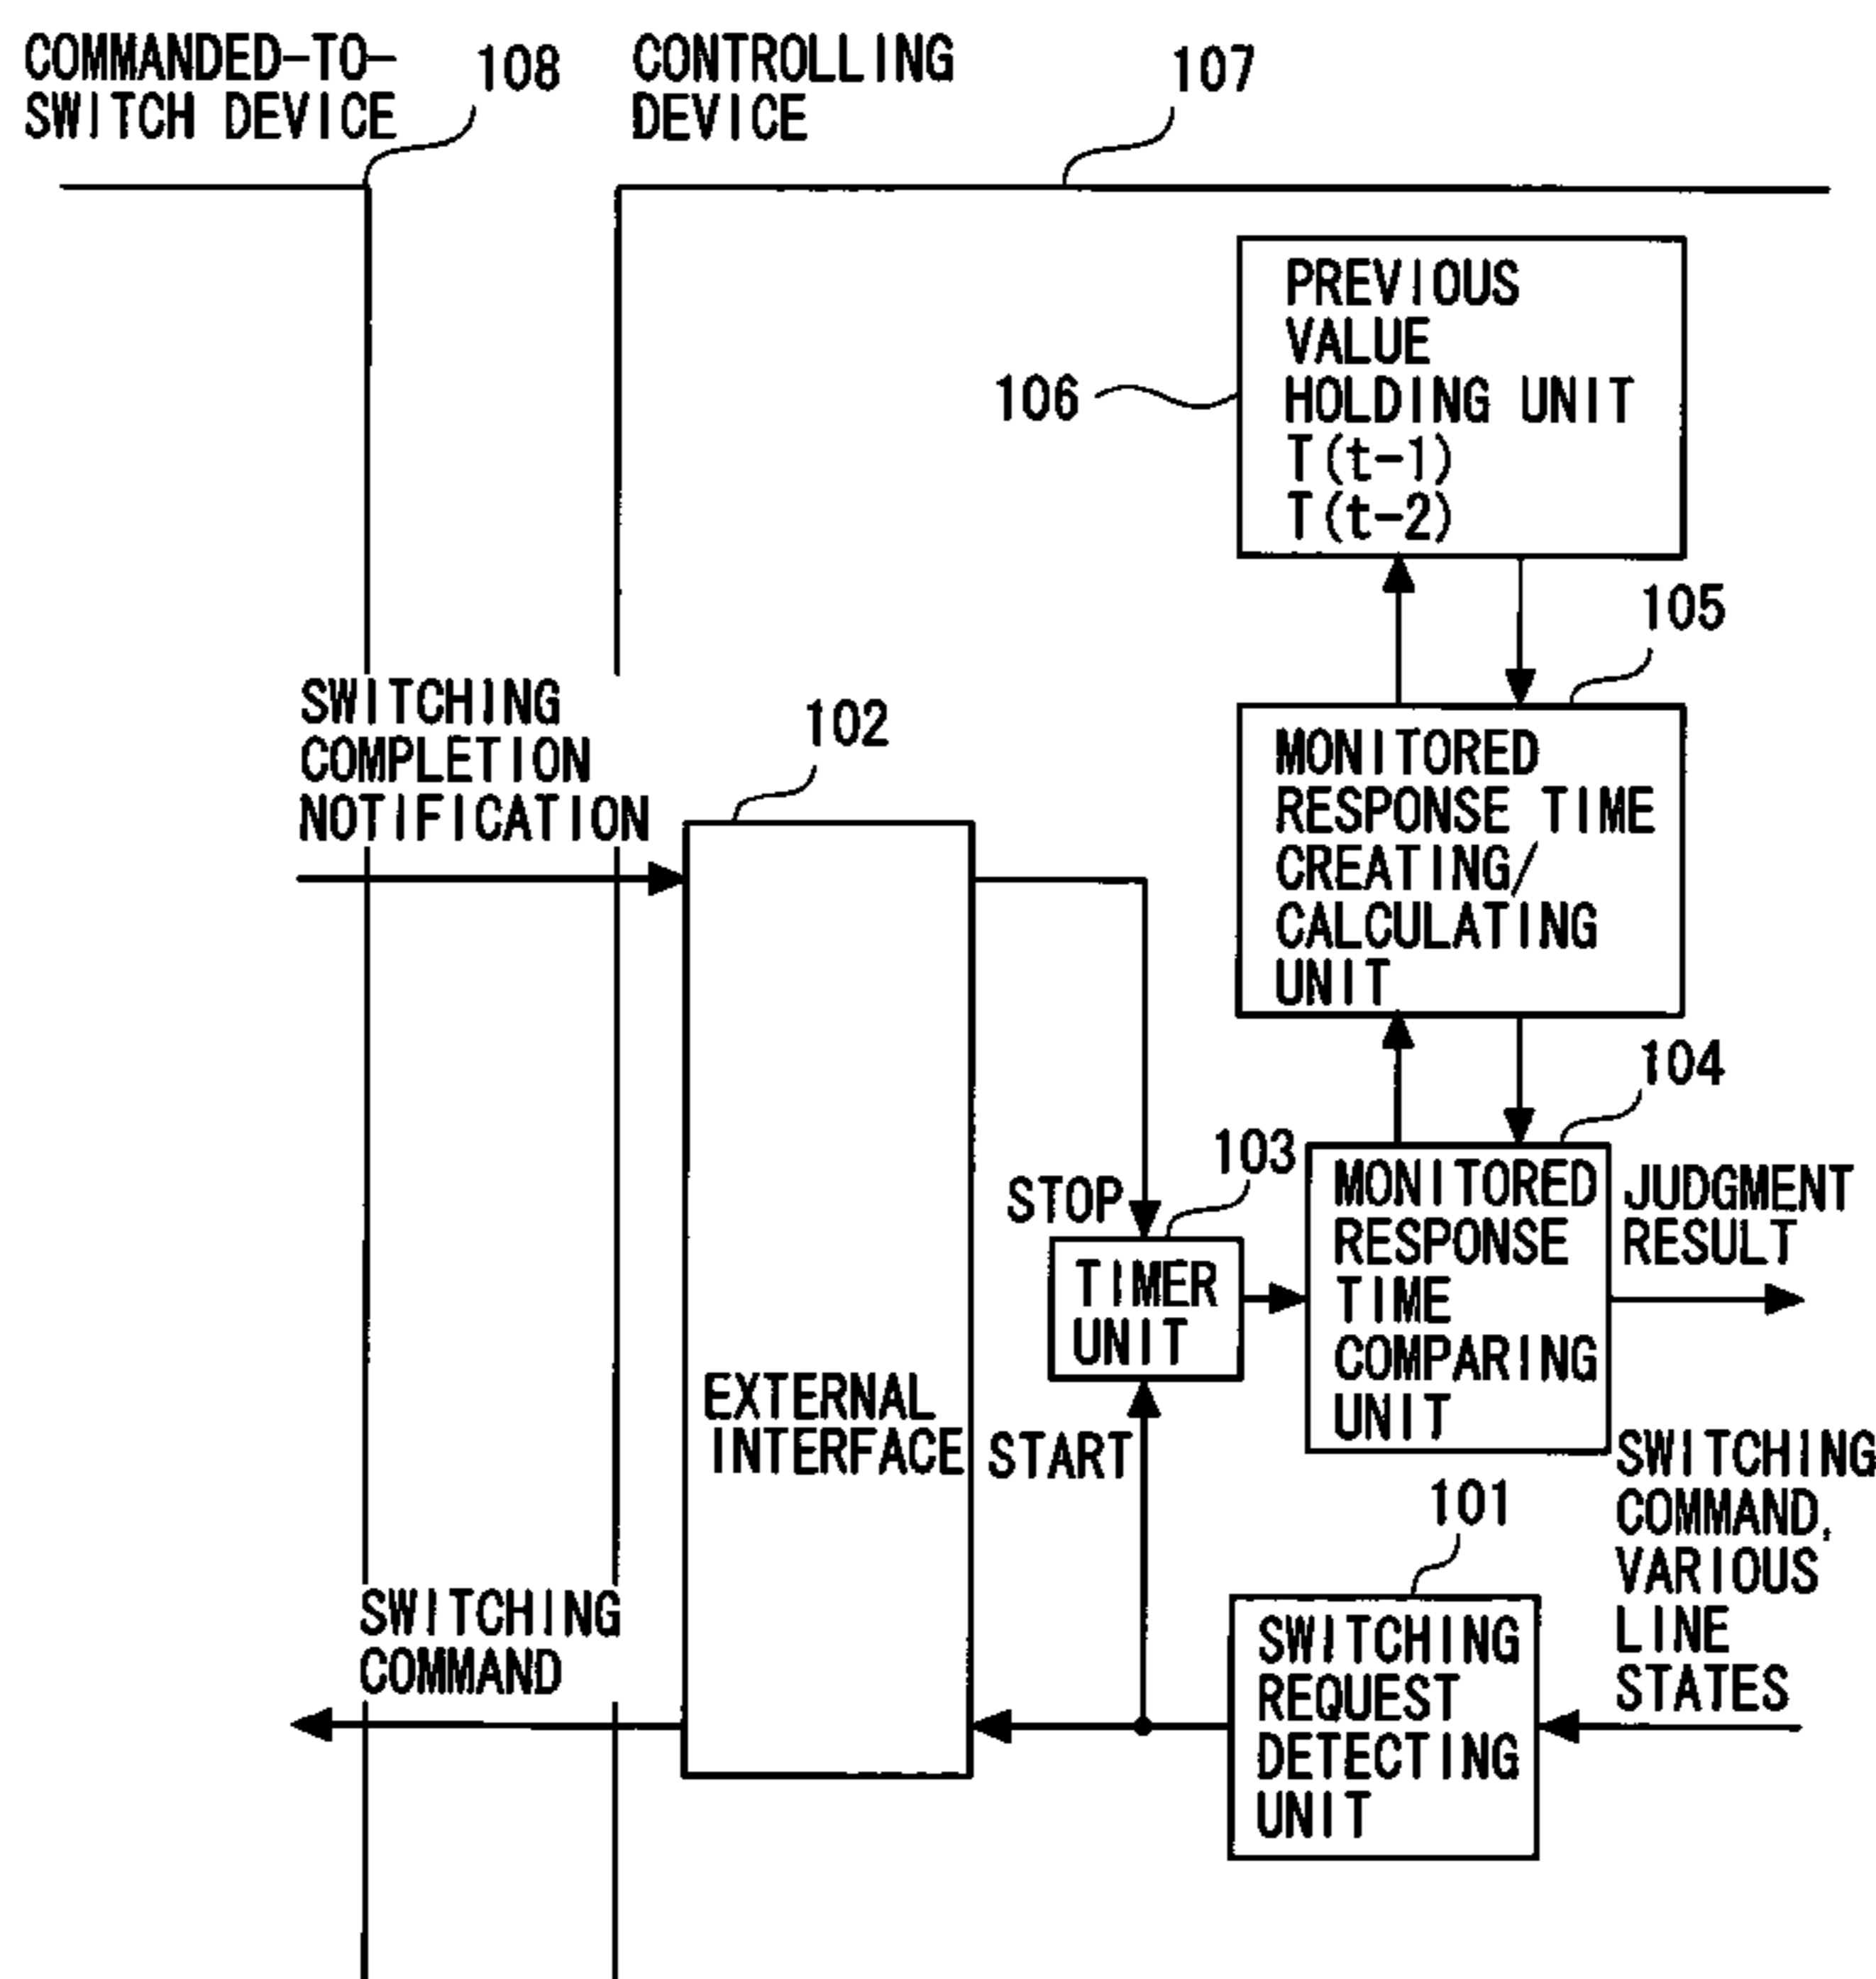 COMMANDED-TO-
SWITCH DEVICE
108
CONTROLLING
DEVICE
107
PREVIOUS
VALUE
HOLDING UNIT
T(t-1)
T(t-2)
106
105
SWITCHING
COMPLETION
NOTIFICATION
102
MONITORED
RESPONSE TIME
CREATING/
CALCULATING
UNIT
104
103
STOP
TIMER
UNIT
MONITORED
RESPONSE
TIME
COMPARING
UNIT
JUDGMENT
RESULT
EXTERNAL
INTERFACE
START
101
SWITCHING
COMMAND,
VARIOUS
LINE
STATES
SWITCHING
COMMAND
SWITCHING
REQUEST
DETECTING
UNIT